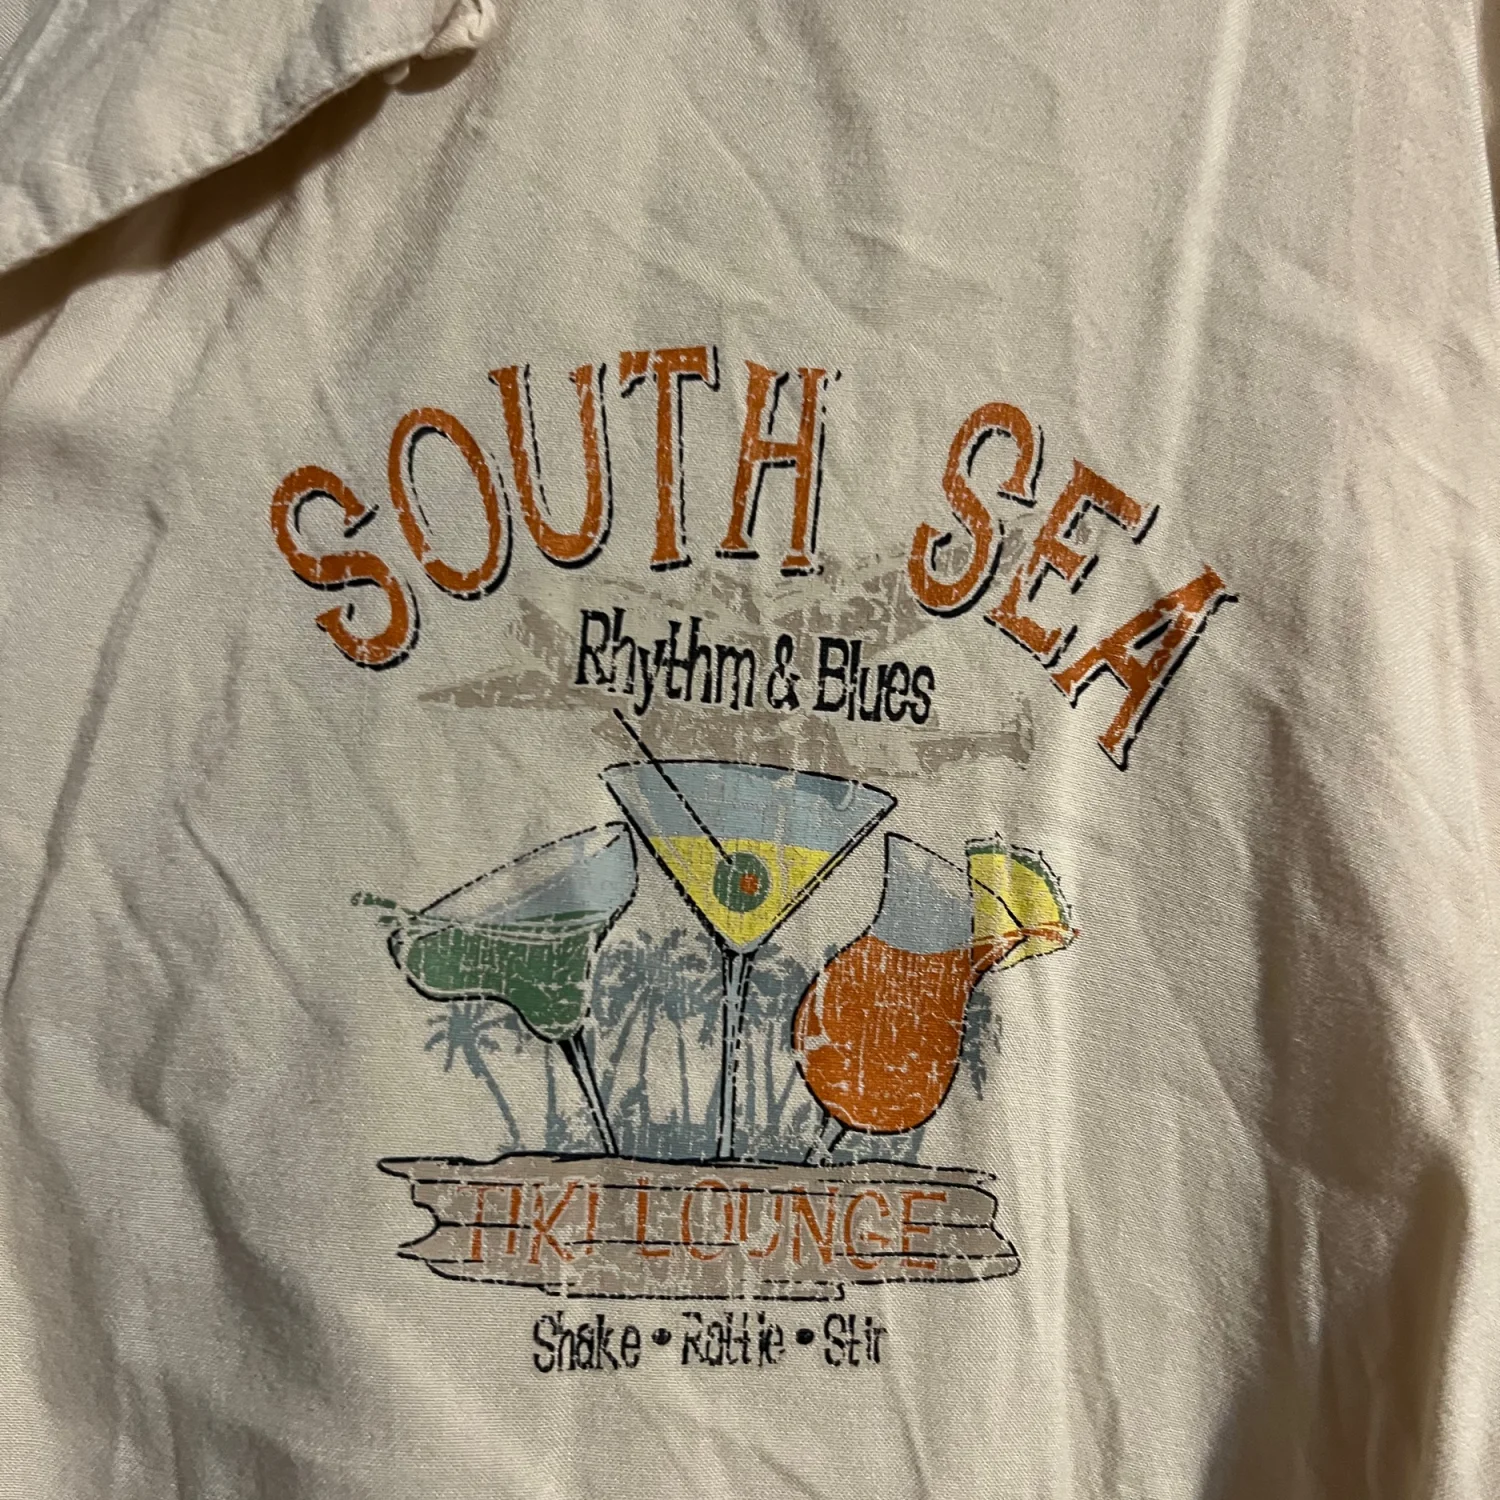 SOUTH SEA
Rhythm & Blues
TIKI LOUNGE
Shake • Rattle • Stir